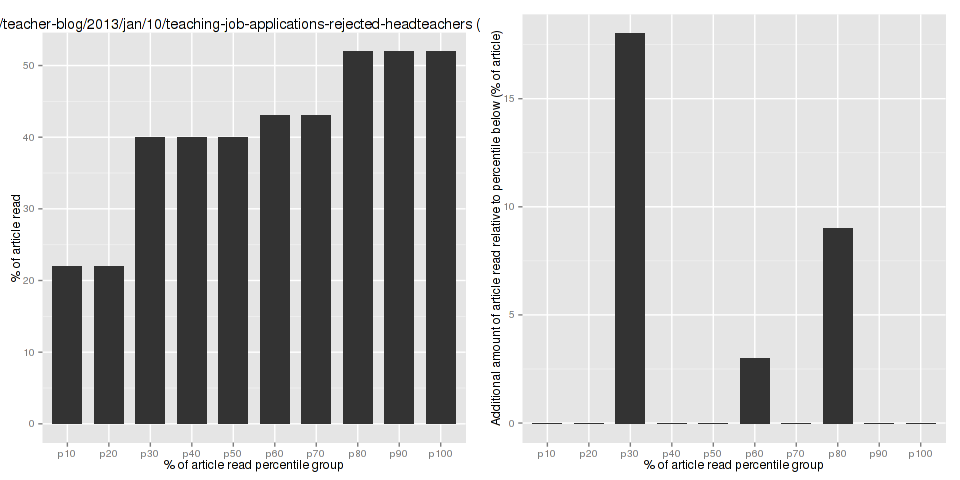 /teacher-blog/2013/jan/10/teaching-job-applications-rejected-headteachers (
% of article read
50
40
30
20
10
0
p10 p20 p30 p40 p50 p60 p70 p80 p90 p100
% of article read percentile group
Additional amount of article read relative to percentile below (% of article)
15
10
5
0
p10 p20 p30 p40 p50 p60 p70 p80 p90 p100
% of article read percentile group